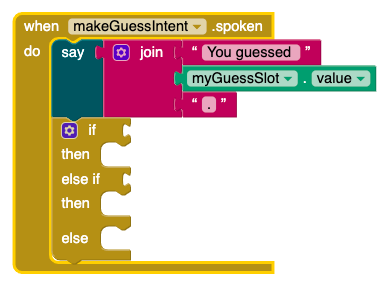 when makeGuessIntent .spoken
do say join “ You guessed ”
myGuessSlot . value
“ . ”
if
then
else if
then
else